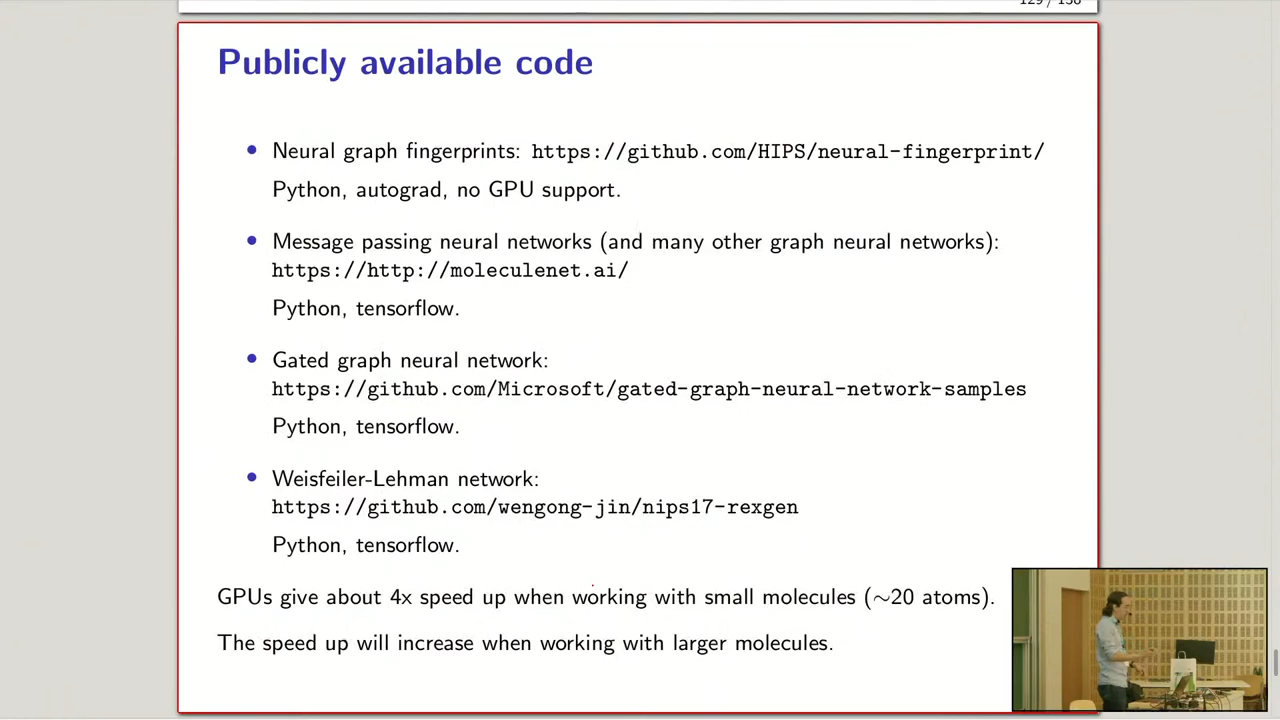 129 / 138
Publicly available code
• Neural graph fingerprints: https://github.com/HIPS/neural-fingerprint/
Python, autograd, no GPU support.
• Message passing neural networks (and many other graph neural networks):
https://http://moleculenet.ai/
Python, tensorflow.
• Gated graph neural network:
https://github.com/Microsoft/gated-graph-neural-network-samples
Python, tensorflow.
• Weisfeiler-Lehman network:
https://github.com/wengong-jin/nips17-rexgen
Python, tensorflow.
GPUs give about 4x speed up when working with small molecules (∼20 atoms).
The speed up will increase when working with larger molecules.